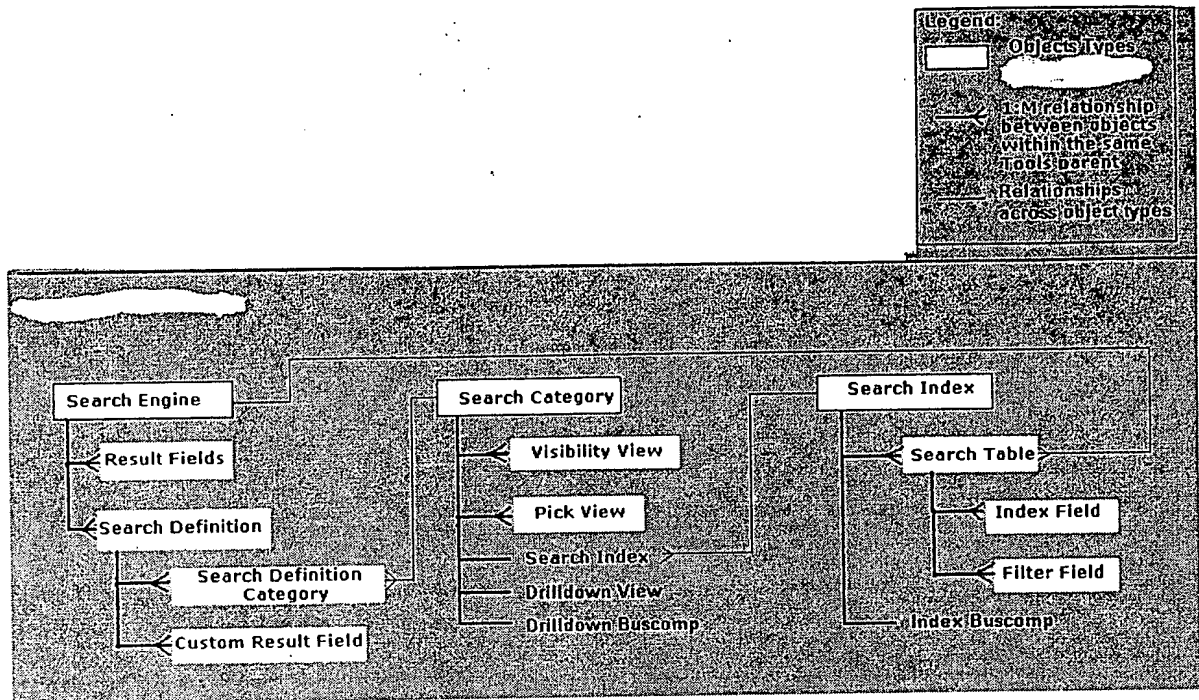 Legend:
Objects Types
1:M relationship
between objects
within the same
Tools parent
Relationships
across object types
Search Engine
Result Fields
Search Definition
Search Definition
Category
Custom Result Field
Search Category
Visibility View
Pick View
Search Index
Drilldown View
Drilldown Buscomp
Search Index
Search Table
Index Field
Filter Field
Index Buscomp